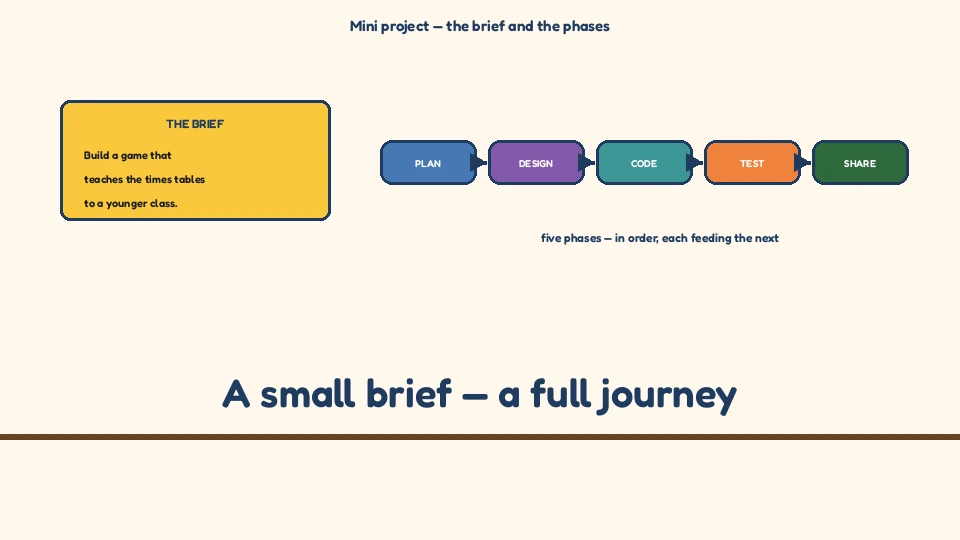 Mini project — the brief and the phases
THE BRIEF
Build a game that
teaches the times tables
to a younger class.
PLAN
DESIGN
CODE
TEST
SHARE
five phases — in order, each feeding the next
A small brief — a full journey